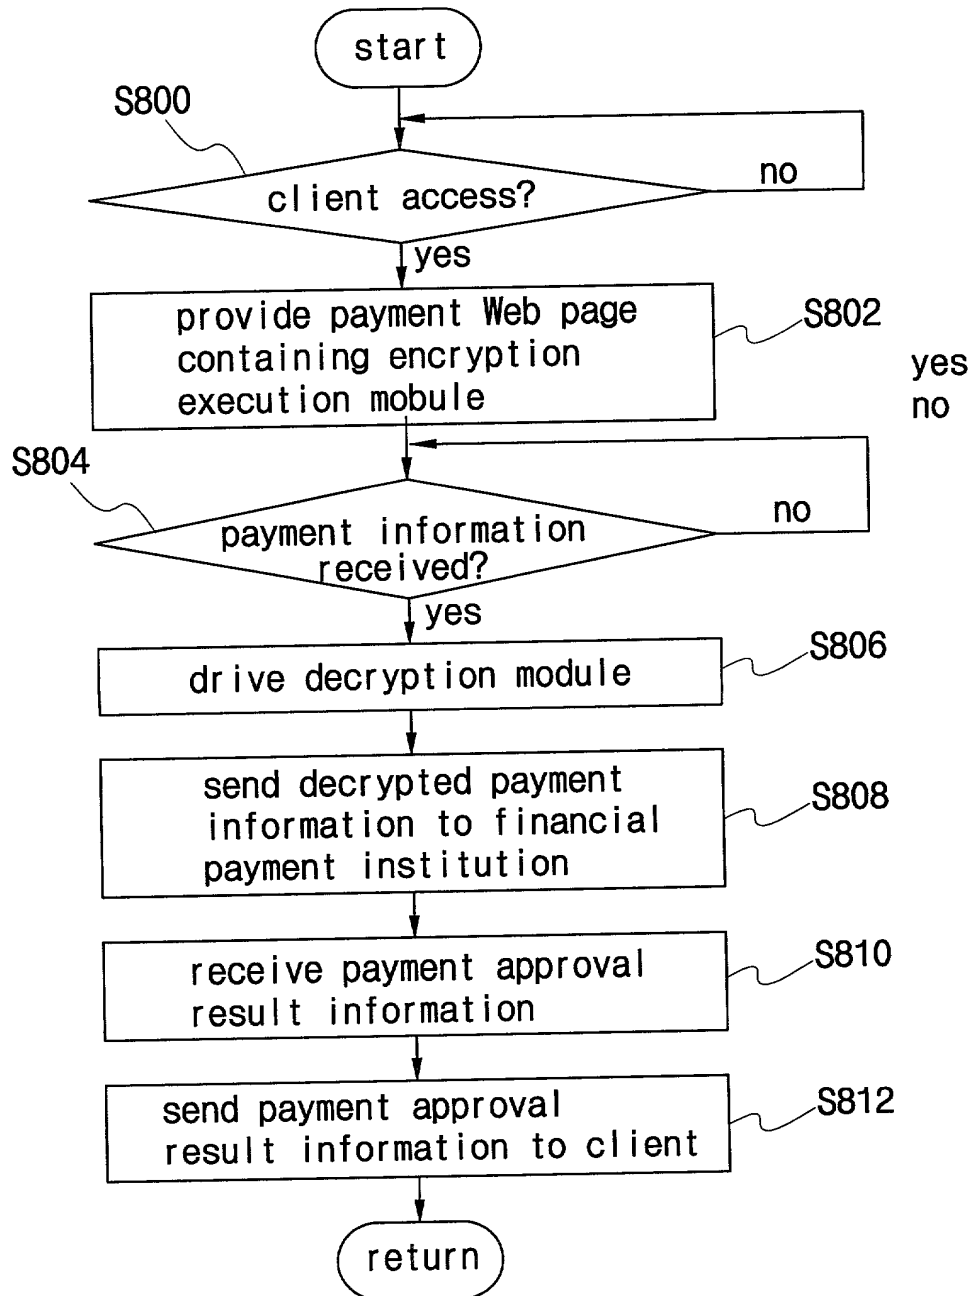 start
S800
client access?
no
yes
provide payment Web page
containing encryption
execution mobule
S802
yes
no
S804
payment information
received?
no
yes
drive decryption module
S806
send decrypted payment
information to financial
payment institution
S808
receive payment approval
result information
S810
send payment approval
result information to client
S812
return